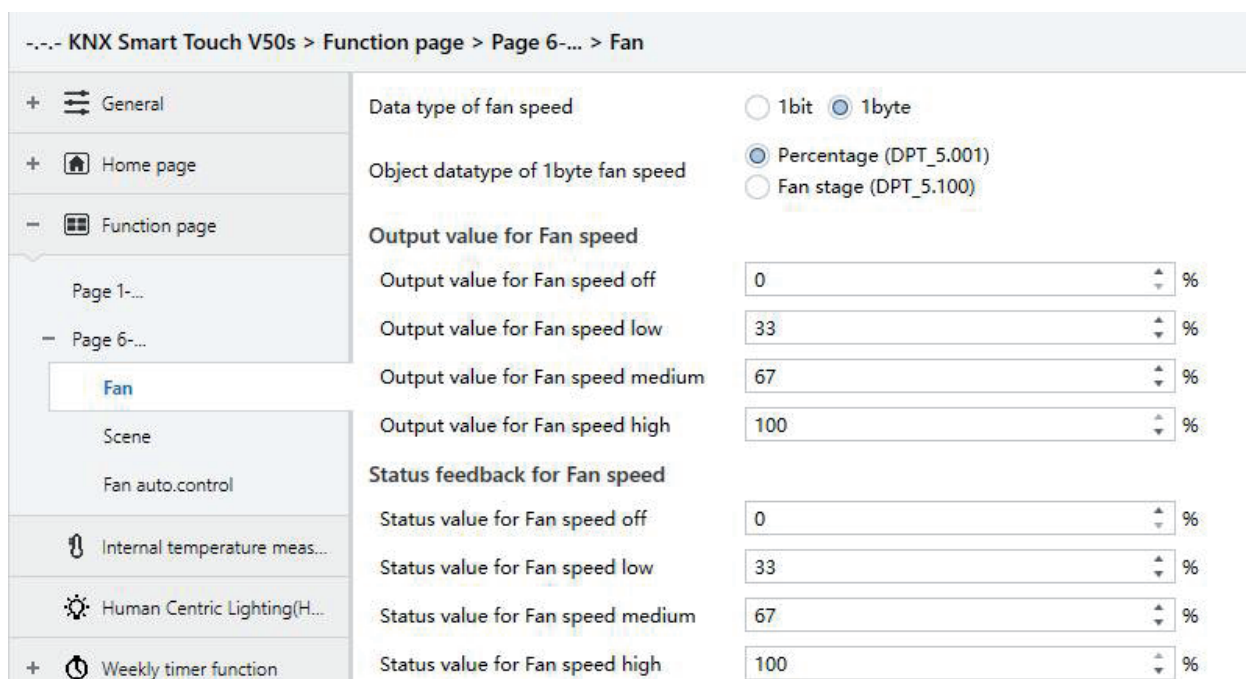 -.-.- KNX Smart Touch V50s > Function page > Page 6-... > Fan
+ General
+ Home page
− Function page
Page 1-...
− Page 6-...
Fan
Scene
Fan auto.control
Internal temperature meas...
Human Centric Lighting(H...
+ Weekly timer function
Data type of fan speed 1bit 1byte
Object datatype of 1byte fan speed Percentage (DPT_5.001)
Fan stage (DPT_5.100)
Output value for Fan speed
Output value for Fan speed off 0 %
Output value for Fan speed low 33 %
Output value for Fan speed medium 67 %
Output value for Fan speed high 100 %
Status feedback for Fan speed
Status value for Fan speed off 0 %
Status value for Fan speed low 33 %
Status value for Fan speed medium 67 %
Status value for Fan speed high 100 %